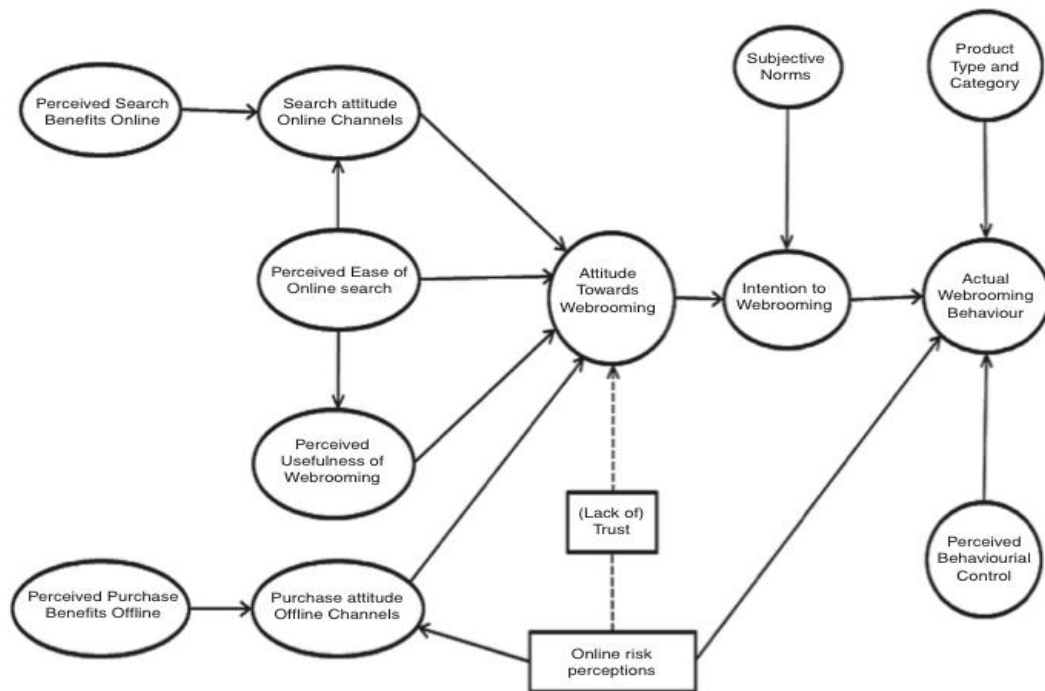 Subjective
Norms
Product
Type and
Category
Perceived Search
Benefits Online
Search attitude
Online Channels
Perceived Ease of
Online search
Attitude
Towards
Webrooming
Intention to
Webrooming
Actual
Webrooming
Behaviour
Perceived
Usefulness of
Webrooming
(Lack of)
Trust
Perceived
Behaviourial
Control
Perceived Purchase
Benefits Offline
Purchase attitude
Offline Channels
Online risk
perceptions